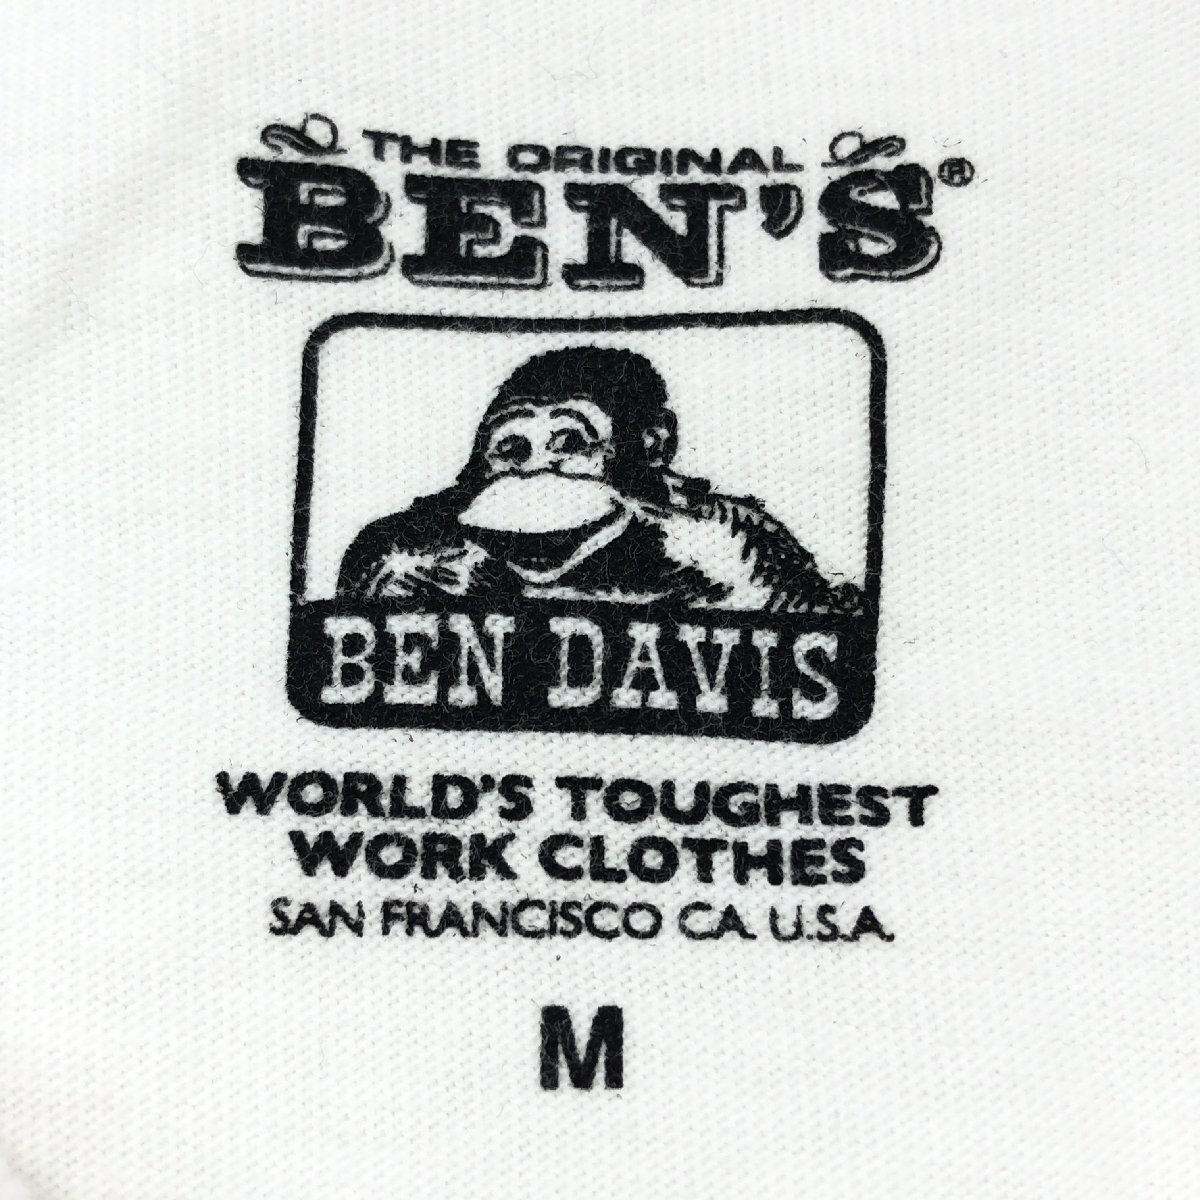 THE ORIGINAL
BEN'S®
BEN DAVIS
WORLD'S TOUGHEST
WORK CLOTHES
SAN FRANCISCO CA. U.S.A.
M